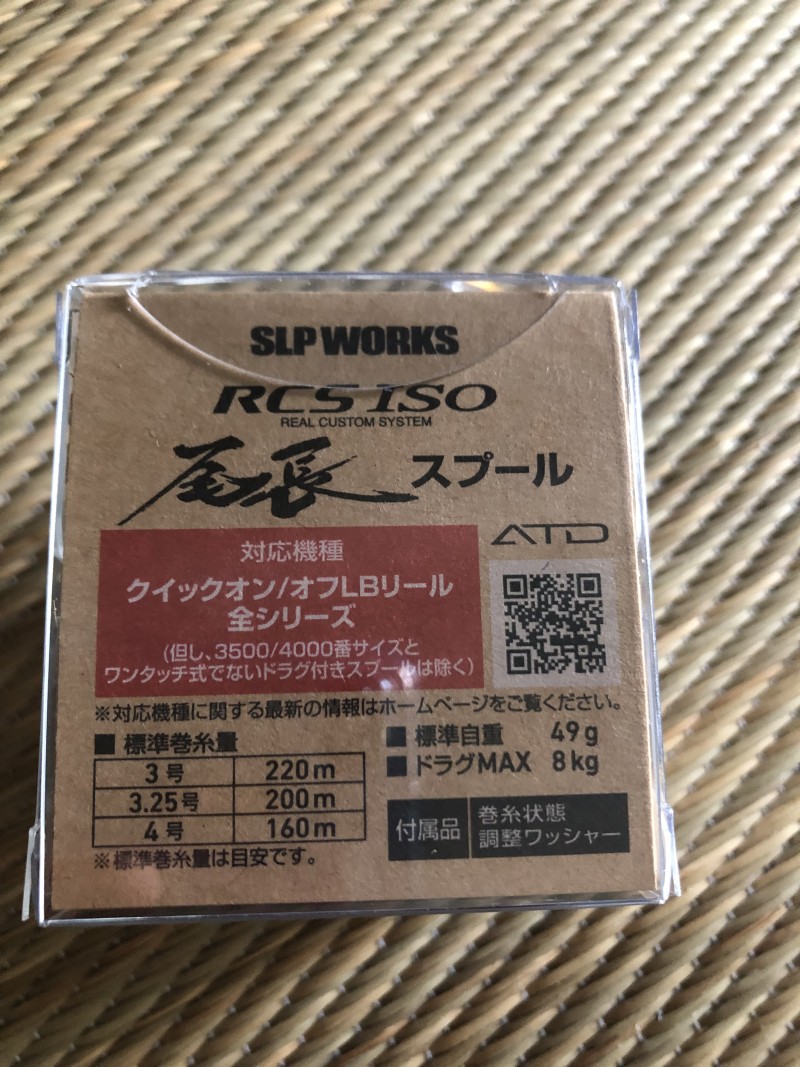 SLP WORKS
RCS ISO
REAL CUSTOM SYSTEM
尾長 スプール
ATD
対応機種
クイックオン/オフLBリール
全シリーズ
(但し、3500/4000番サイズと
ワンタッチ式でないドラグ付きスプールは除く)
※対応機種に関する最新の情報はホームページをご覧ください。
■ 標準巻糸量
3号 220m
3.25号 200m
4号 160m
※標準巻糸量は目安です。
■ 標準自重 49g
■ ドラグMAX 8kg
付属品 巻糸状態
調整ワッシャー